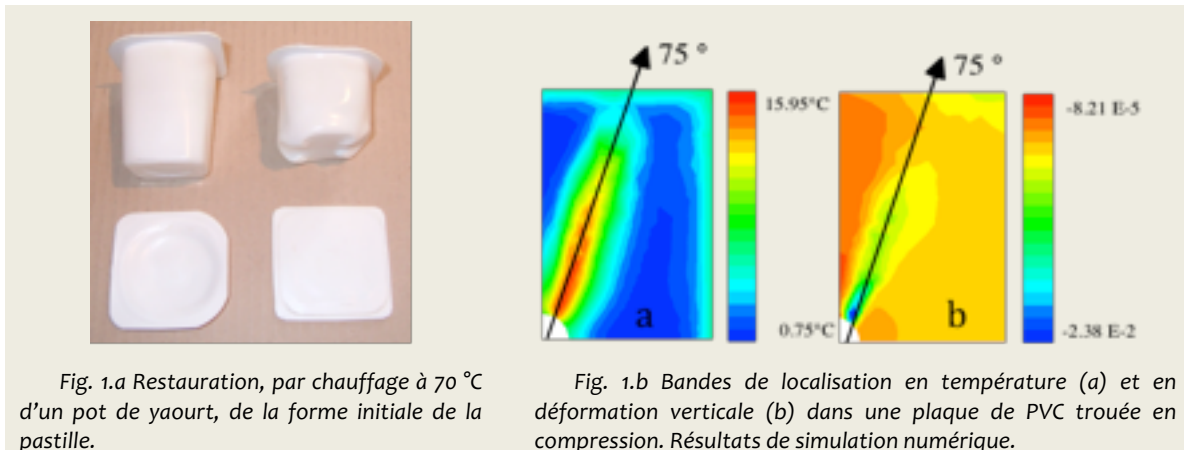 75 °
75 °
15.95°C
-8.21 E-5
a
b
0.75°C
-2.38 E-2
Fig. 1.a Restauration, par chauffage à 70 °C
d’un pot de yaourt, de la forme initiale de la
pastille.
Fig. 1.b Bandes de localisation en température (a) et en
déformation verticale (b) dans une plaque de PVC trouée en
compression. Résultats de simulation numérique.